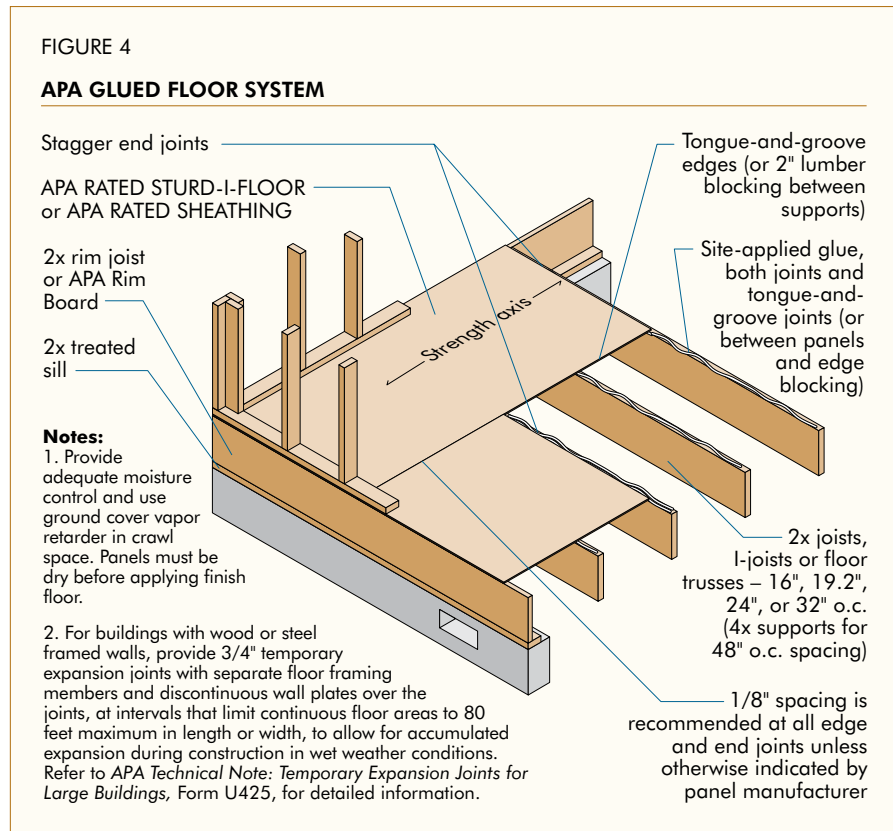 FIGURE 4
APA GLUED FLOOR SYSTEM
Stagger end joints
APA RATED STURD-I-FLOOR
or APA RATED SHEATHING
2x rim joist
or APA Rim
Board
2x treated
sill
Strength axis
Tongue-and-groove
edges (or 2" lumber
blocking between
supports)
Site-applied glue,
both joints and
tongue-and-
groove joints (or
between panels
and edge
blocking)
2x joists,
I-joists or floor
trusses – 16", 19.2",
24", or 32" o.c.
(4x supports for
48" o.c. spacing)
1/8" spacing is
recommended at all edge
and end joints unless
otherwise indicated by
panel manufacturer
Notes:
1. Provide
adequate moisture
control and use
ground cover vapor
retarder in crawl
space. Panels must be
dry before applying finish
floor.
2. For buildings with wood or steel
framed walls, provide 3/4" temporary
expansion joints with separate floor framing
members and discontinuous wall plates over the
joints, at intervals that limit continuous floor areas to 80
feet maximum in length or width, to allow for accumulated
expansion during construction in wet weather conditions.
Refer to APA Technical Note: Temporary Expansion Joints for
Large Buildings, Form U425, for detailed information.